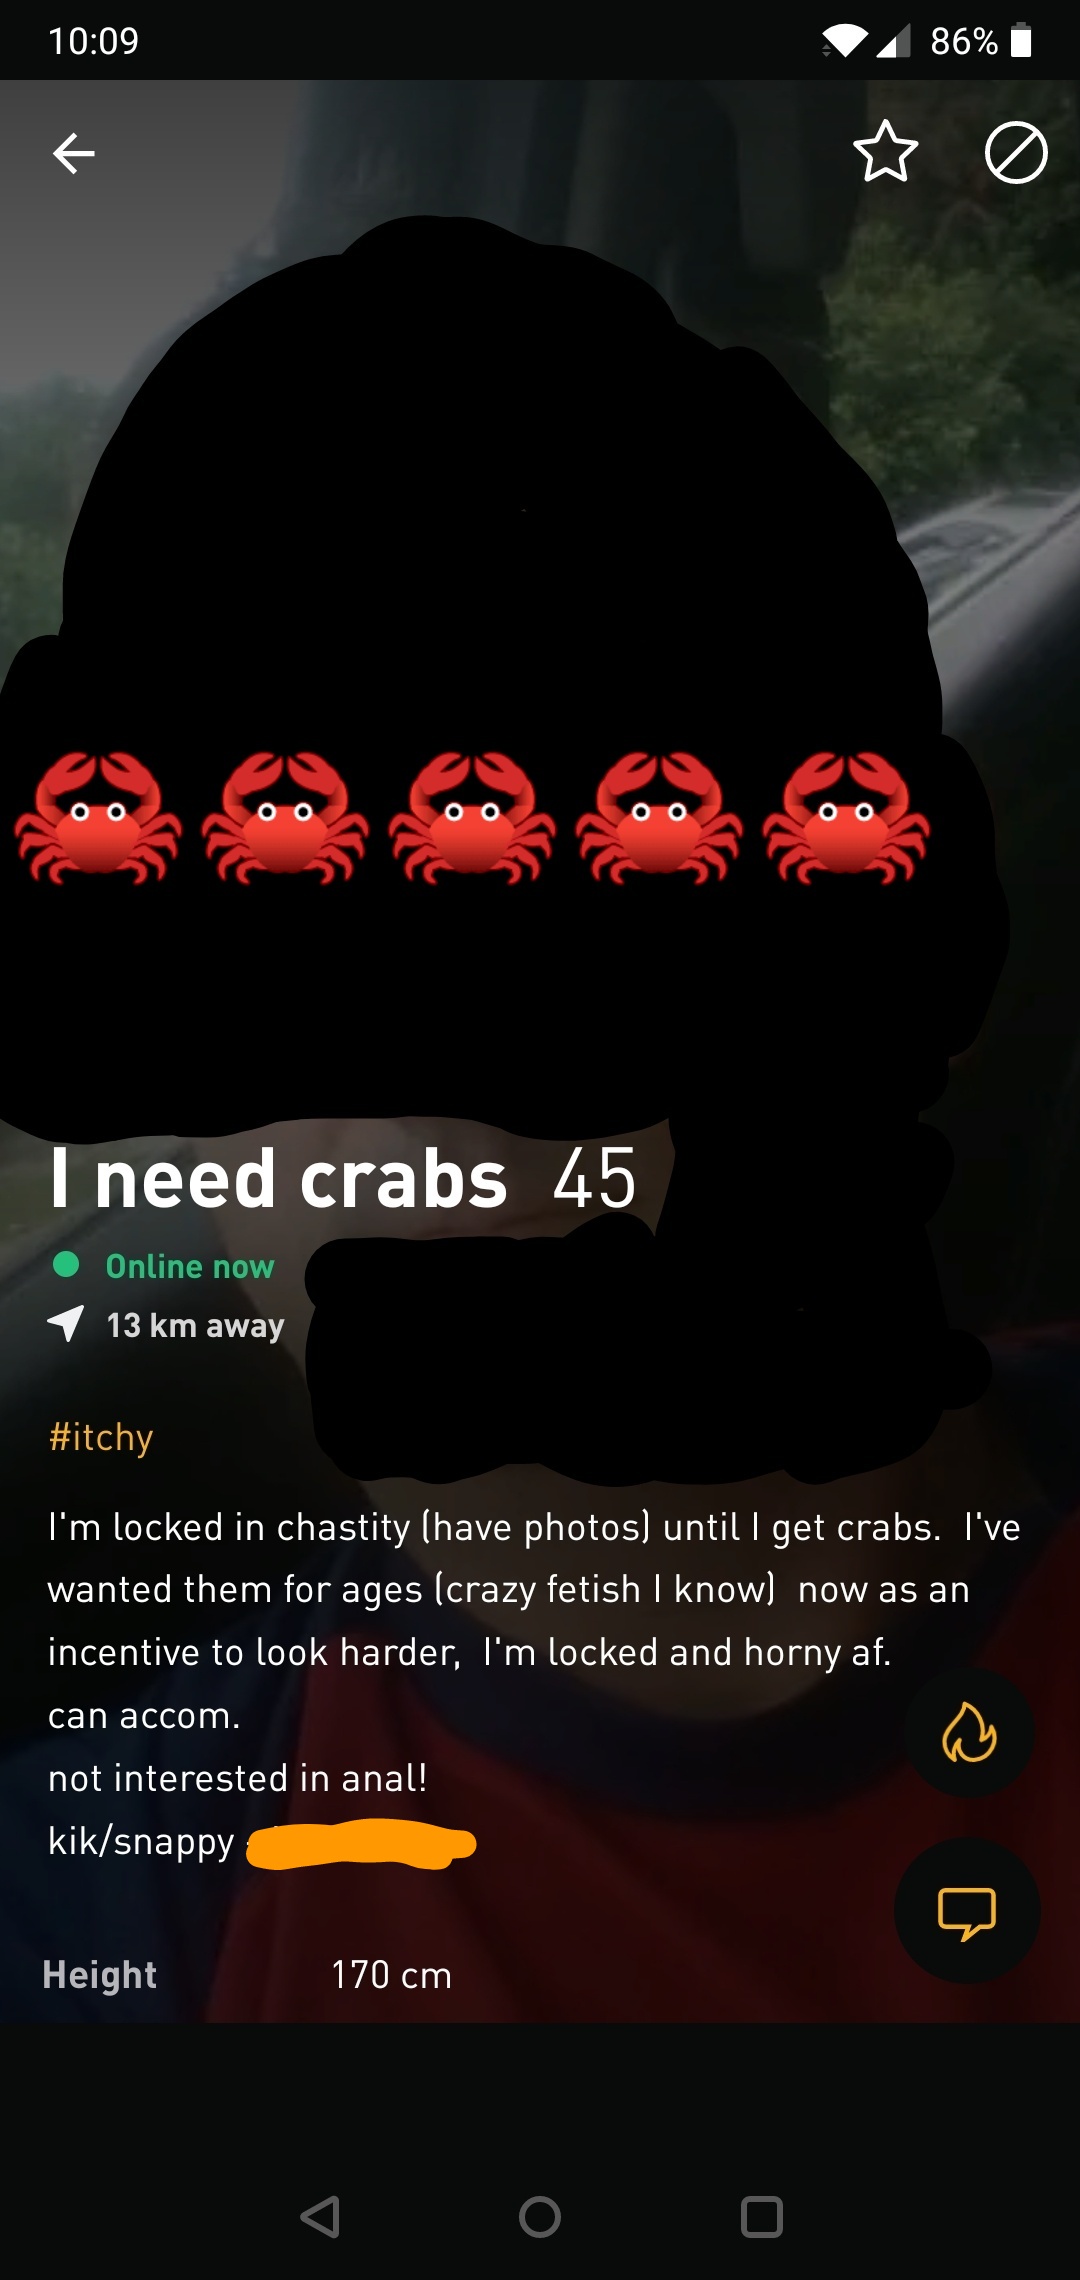 10:09
86%
I need crabs 45
Online now
13 km away
#itchy
I'm locked in chastity (have photos) until I get crabs.  I've
wanted them for ages (crazy fetish I know)  now as an
incentive to look harder,  I'm locked and horny af.
can accom.
not interested in anal!
kik/snappy
Height 170 cm